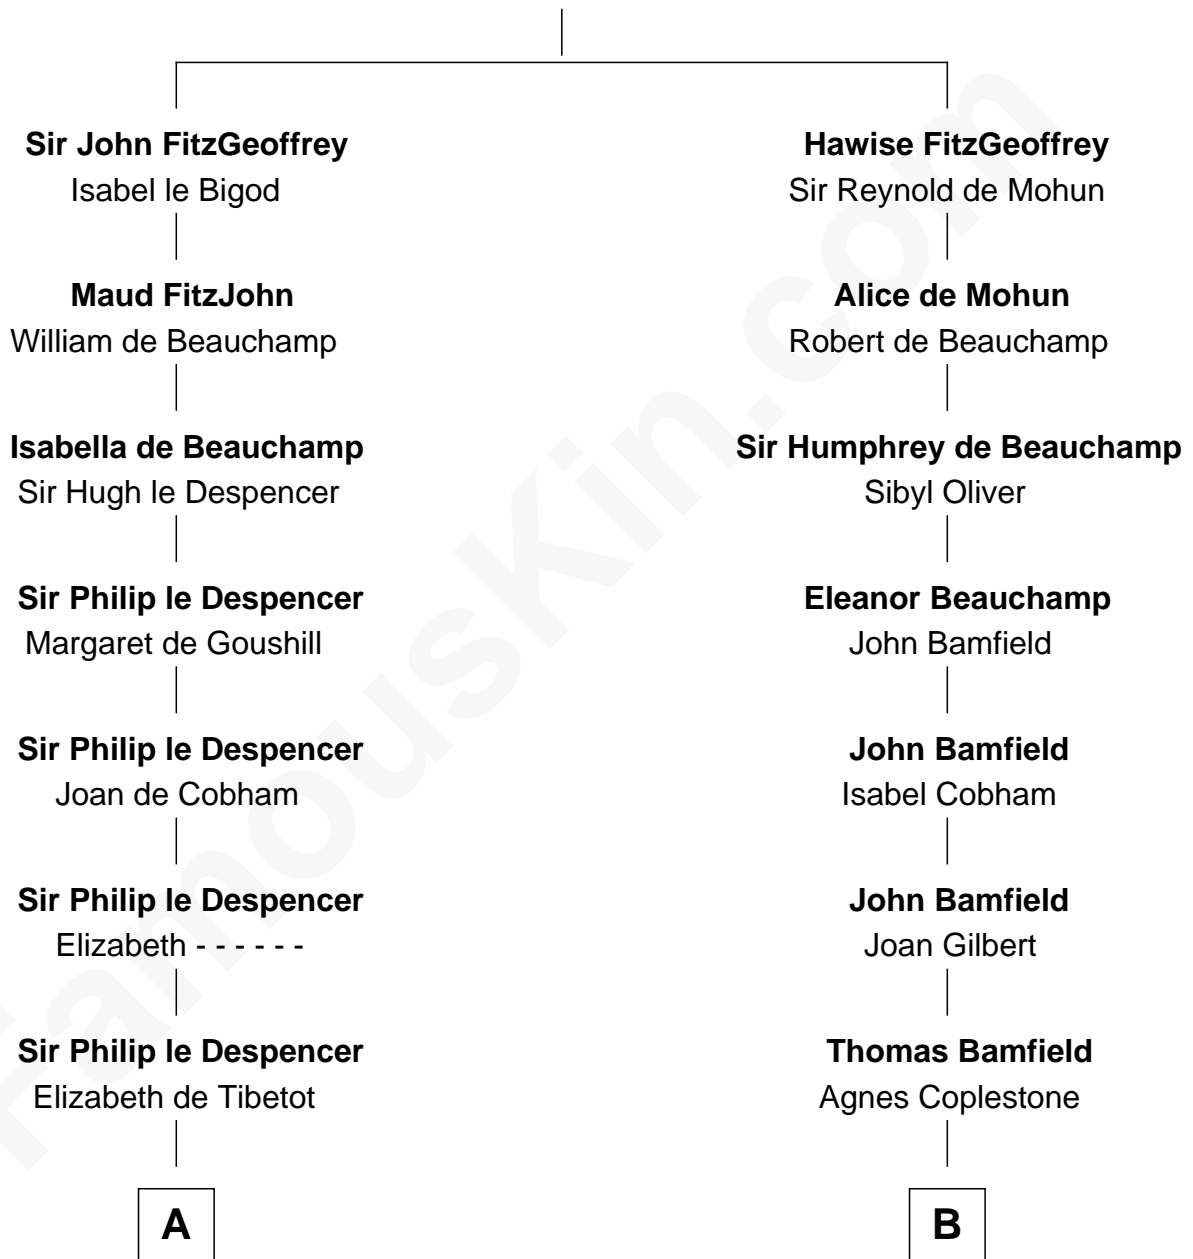 Sir John FitzGeoffrey
Isabel le Bigod
Maud FitzJohn
William de Beauchamp
Isabella de Beauchamp
Sir Hugh le Despencer
Sir Philip le Despencer
Margaret de Goushill
Sir Philip le Despencer
Joan de Cobham
Sir Philip le Despencer
Elizabeth - - - - - -
Sir Philip le Despencer
Elizabeth de Tibetot
A
Hawise FitzGeoffrey
Sir Reynold de Mohun
Alice de Mohun
Robert de Beauchamp
Sir Humphrey de Beauchamp
Sibyl Oliver
Eleanor Beauchamp
John Bamfield
John Bamfield
Isabel Cobham
John Bamfield
Joan Gilbert
Thomas Bamfield
Agnes Coplestone
B
FamousKin.com